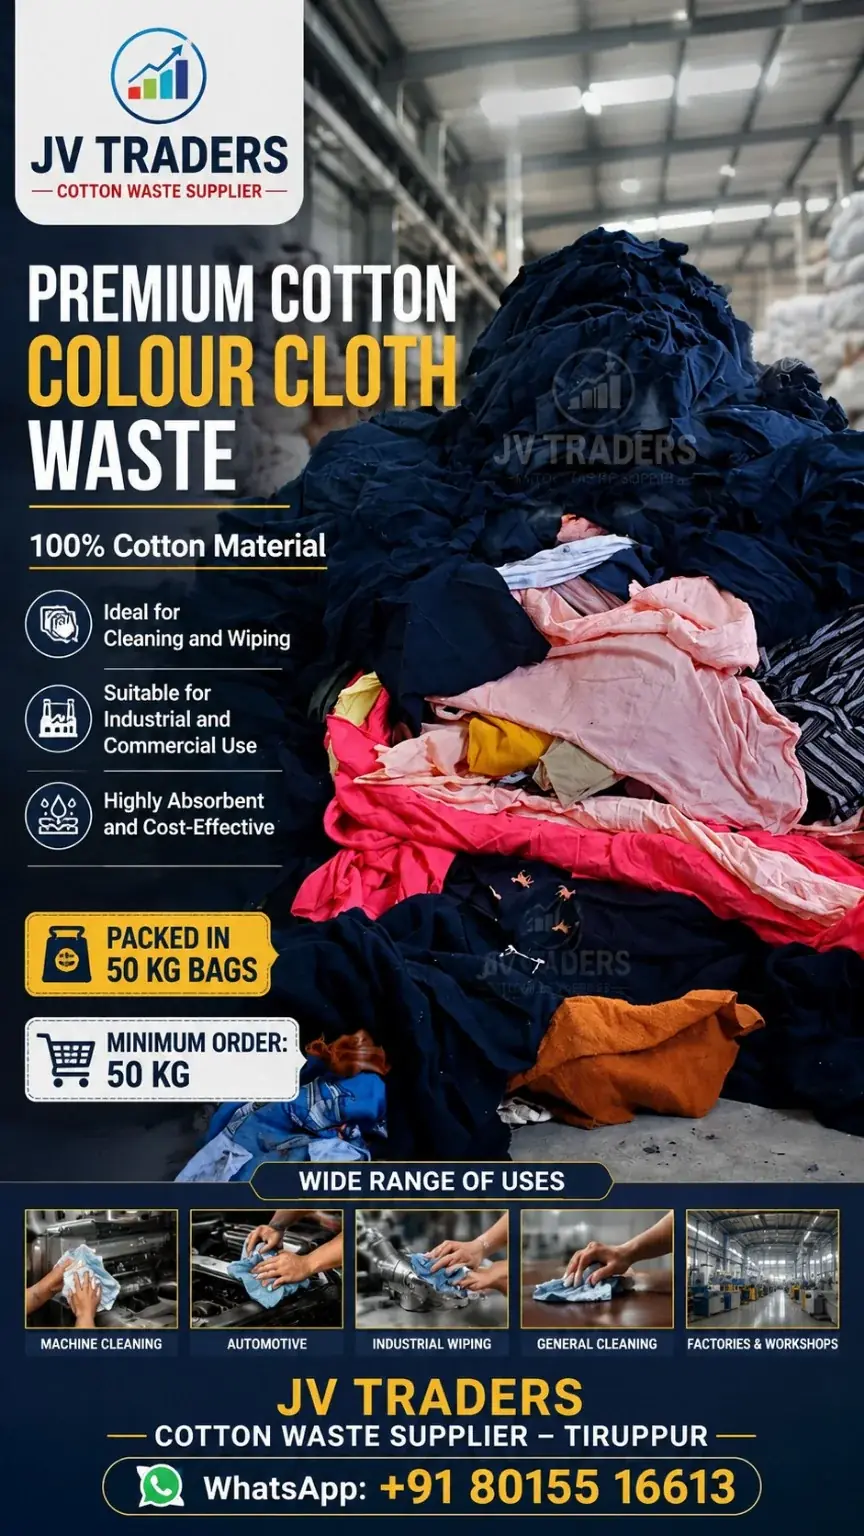 JV TRADERS
COTTON WASTE SUPPLIER
PREMIUM COTTON
COLOUR CLOTH
WASTE
100% Cotton Material
Ideal for
Cleaning and Wiping
Suitable for
Industrial and
Commercial Use
Highly Absorbent
and Cost-Effective
PACKED IN
50 KG BAGS
MINIMUM ORDER:
50 KG
JV TRADERS
JV TRADERS
WIDE RANGE OF USES
MACHINE CLEANING
AUTOMOTIVE
INDUSTRIAL WIPING
GENERAL CLEANING
FACTORIES & WORKSHOPS
JV TRADERS
COTTON WASTE SUPPLIER – TIRUPPUR
WhatsApp: +91 80155 16613